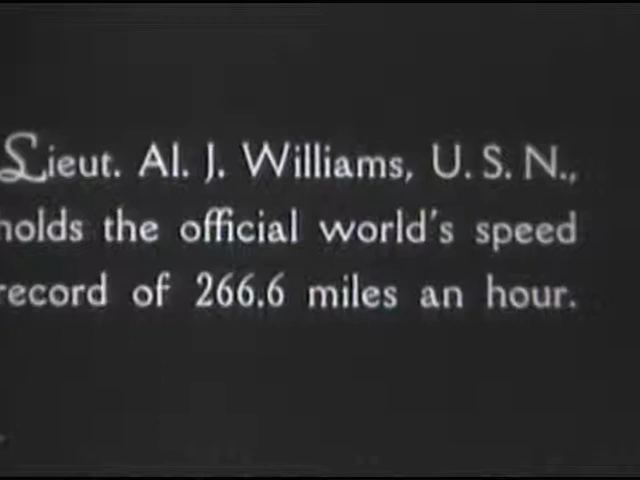 Lieut. Al. J. Williams, U. S. N.,
holds the official world's speed
record of 266.6 miles an hour.